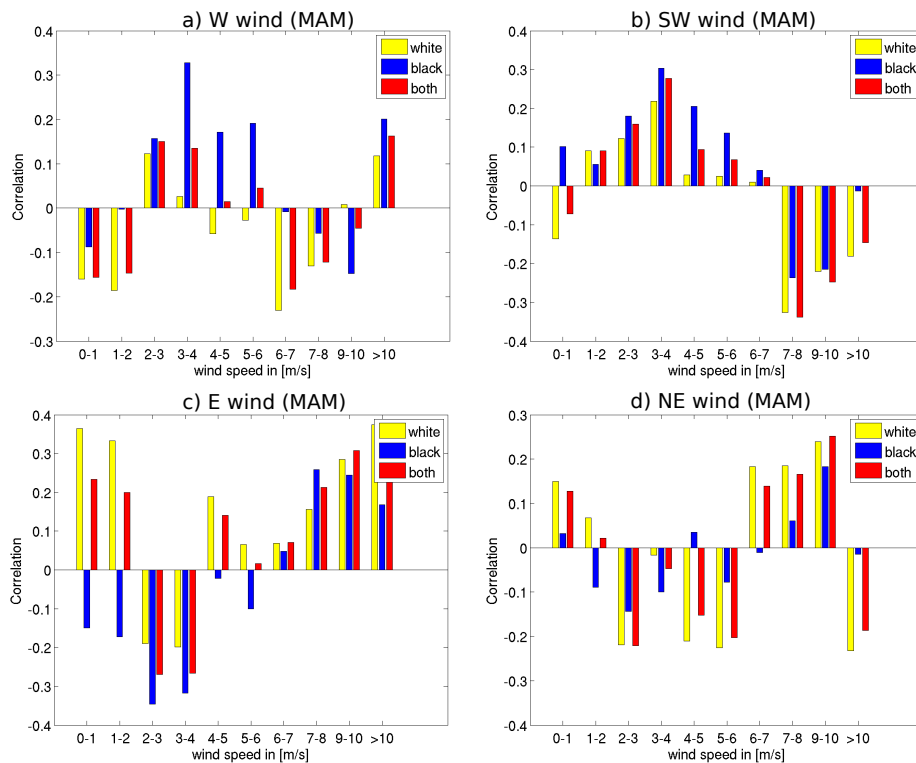 a) W wind (MAM)
0.4
0.3
0.2
0.1
0
-0.1
-0.2
-0.3
Correlation
white
black
both
0-1 1-2 2-3 3-4 4-5 5-6 6-7 7-8 9-10 >10
wind speed in [m/s]
b) SW wind (MAM)
0.4
0.3
0.2
0.1
0
-0.1
-0.2
-0.3
-0.4
Correlation
white
black
both
0-1 1-2 2-3 3-4 4-5 5-6 6-7 7-8 9-10 >10
wind speed in [m/s]
c) E wind (MAM)
0.4
0.3
0.2
0.1
0
-0.1
-0.2
-0.3
-0.4
Correlation
white
black
both
0-1 1-2 2-3 3-4 4-5 5-6 6-7 7-8 9-10 >10
wind speed in [m/s]
d) NE wind (MAM)
0.3
0.2
0.1
0
-0.1
-0.2
-0.3
-0.4
Correlation
white
black
both
0-1 1-2 2-3 3-4 4-5 5-6 6-7 7-8 9-10 >10
wind speed in [m/s]